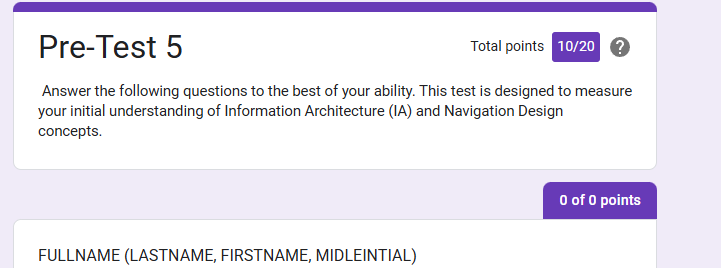 Pre-Test 5
Total points 10/20 ?
Answer the following questions to the best of your ability. This test is designed to measure
your initial understanding of Information Architecture (IA) and Navigation Design
concepts.
0 of 0 points
FULLNAME (LASTNAME, FIRSTNAME, MIDLEINTIAL)